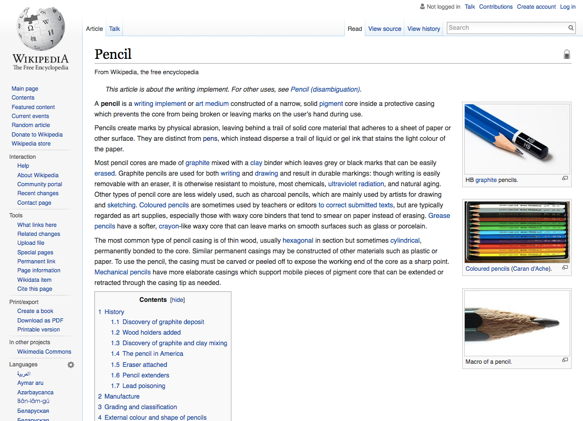 Not logged in Talk Contributions Create account Log in
Article Talk
Read View source View history Search
WIKIPEDIA
The Free Encyclopedia
Main page
Contents
Featured content
Current events
Random article
Donate to Wikipedia
Wikipedia store
Interaction
Help
About Wikipedia
Community portal
Recent changes
Contact page
Tools
What links here
Related changes
Upload file
Special pages
Permanent link
Page information
Wikidata item
Cite this page
Print/export
Create a book
Download as PDF
Printable version
In other projects
Wikimedia Commons
Languages
العربية
Aymar aru
Azərbaycanca
Bân-lâm-gú
Беларуская
Pencil
From Wikipedia, the free encyclopedia
This article is about the writing implement. For other uses, see Pencil (disambiguation).
A pencil is a writing implement or art medium constructed of a narrow, solid pigment core inside a protective casing
which prevents the core from being broken or leaving marks on the user's hand during use.
Pencils create marks by physical abrasion, leaving behind a trail of solid core material that adheres to a sheet of paper or
other surface. They are distinct from pens, which instead disperse a trail of liquid or gel ink that stains the light colour of
the paper.
Most pencil cores are made of graphite mixed with a clay binder which leaves grey or black marks that can be easily
erased. Graphite pencils are used for both writing and drawing and result in durable markings: though writing is easily
removable with an eraser, it is otherwise resistant to moisture, most chemicals, ultraviolet radiation, and natural aging.
Other types of pencil core are less widely used, such as charcoal pencils, which are mainly used by artists for drawing
and sketching. Coloured pencils are sometimes used by teachers or editors to correct submitted texts, but are typically
regarded as art supplies, especially those with waxy core binders that tend to smear on paper instead of erasing. Grease
pencils have a softer, crayon-like waxy core that can leave marks on smooth surfaces such as glass or porcelain.
The most common type of pencil casing is of thin wood, usually hexagonal in section but sometimes cylindrical,
permanently bonded to the core. Similar permanent casings may be constructed of other materials such as plastic or
paper. To use the pencil, the casing must be carved or peeled off to expose the working end of the core as a sharp point.
Mechanical pencils have more elaborate casings which support mobile pieces of pigment core that can be extended or
retracted through the casing tip as needed.
Contents [hide]
1 History
1.1 Discovery of graphite deposit
1.2 Wood holders added
1.3 Discovery of graphite and clay mixing
1.4 The pencil in America
1.5 Eraser attached
1.6 Pencil extenders
1.7 Lead poisoning
2 Manufacture
3 Grading and classification
4 External colour and shape of pencils
HB graphite pencils.
Coloured pencils (Caran d'Ache).
Macro of a pencil.